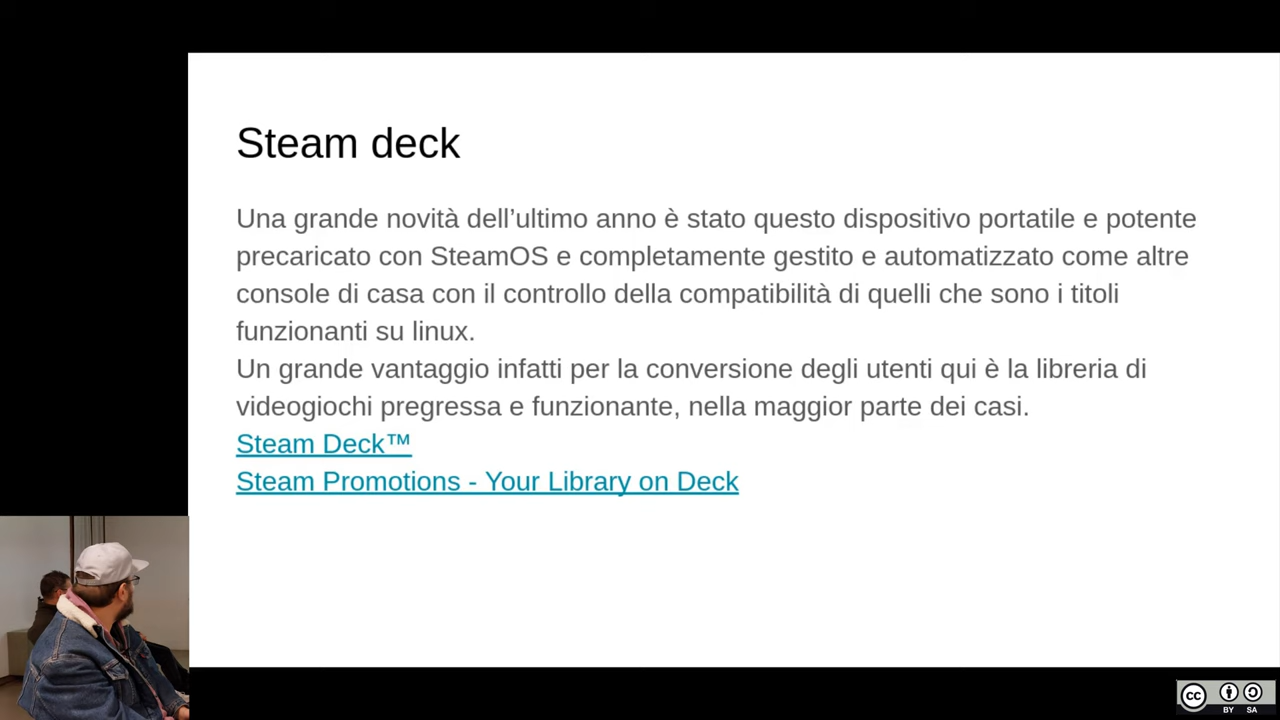 Steam deck
Una grande novità dell’ultimo anno è stato questo dispositivo portatile e potente
precaricato con SteamOS e completamente gestito e automatizzato come altre
console di casa con il controllo della compatibilità di quelli che sono i titoli
funzionanti su linux.
Un grande vantaggio infatti per la conversione degli utenti qui è la libreria di
videogiochi pregressa e funzionante, nella maggior parte dei casi.
Steam Deck™
Steam Promotions - Your Library on Deck
cc
BY SA